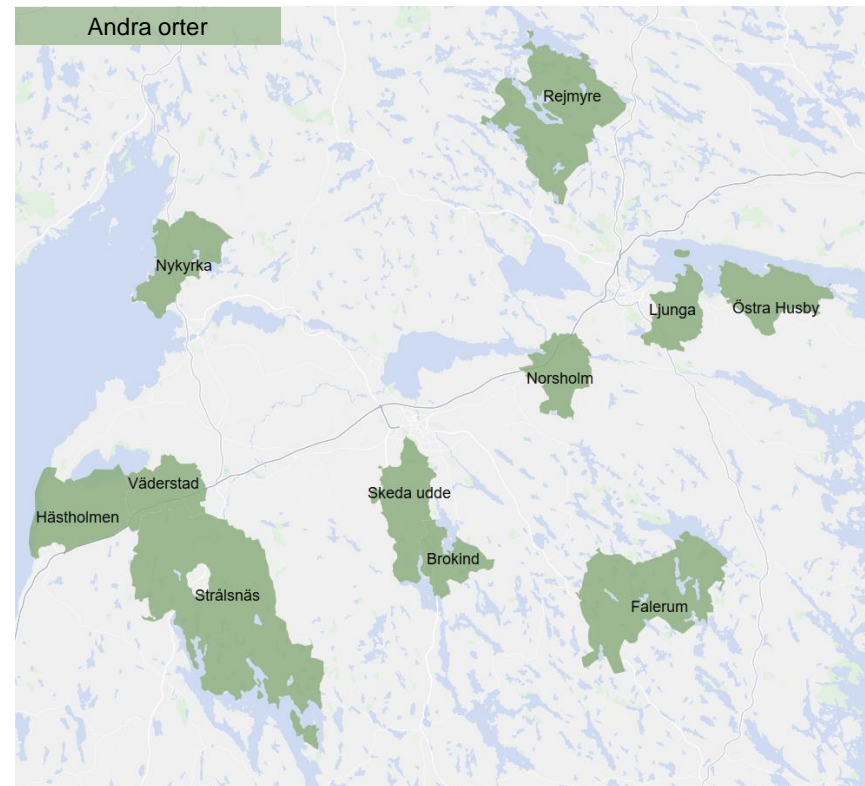 Andra orter
Rejmyre
Nykyrka
Ljunga
Östra Husby
Norsholm
Väderstad
Skeda udde
Hästholmen
Brokind
Strålsnäs
Falerum